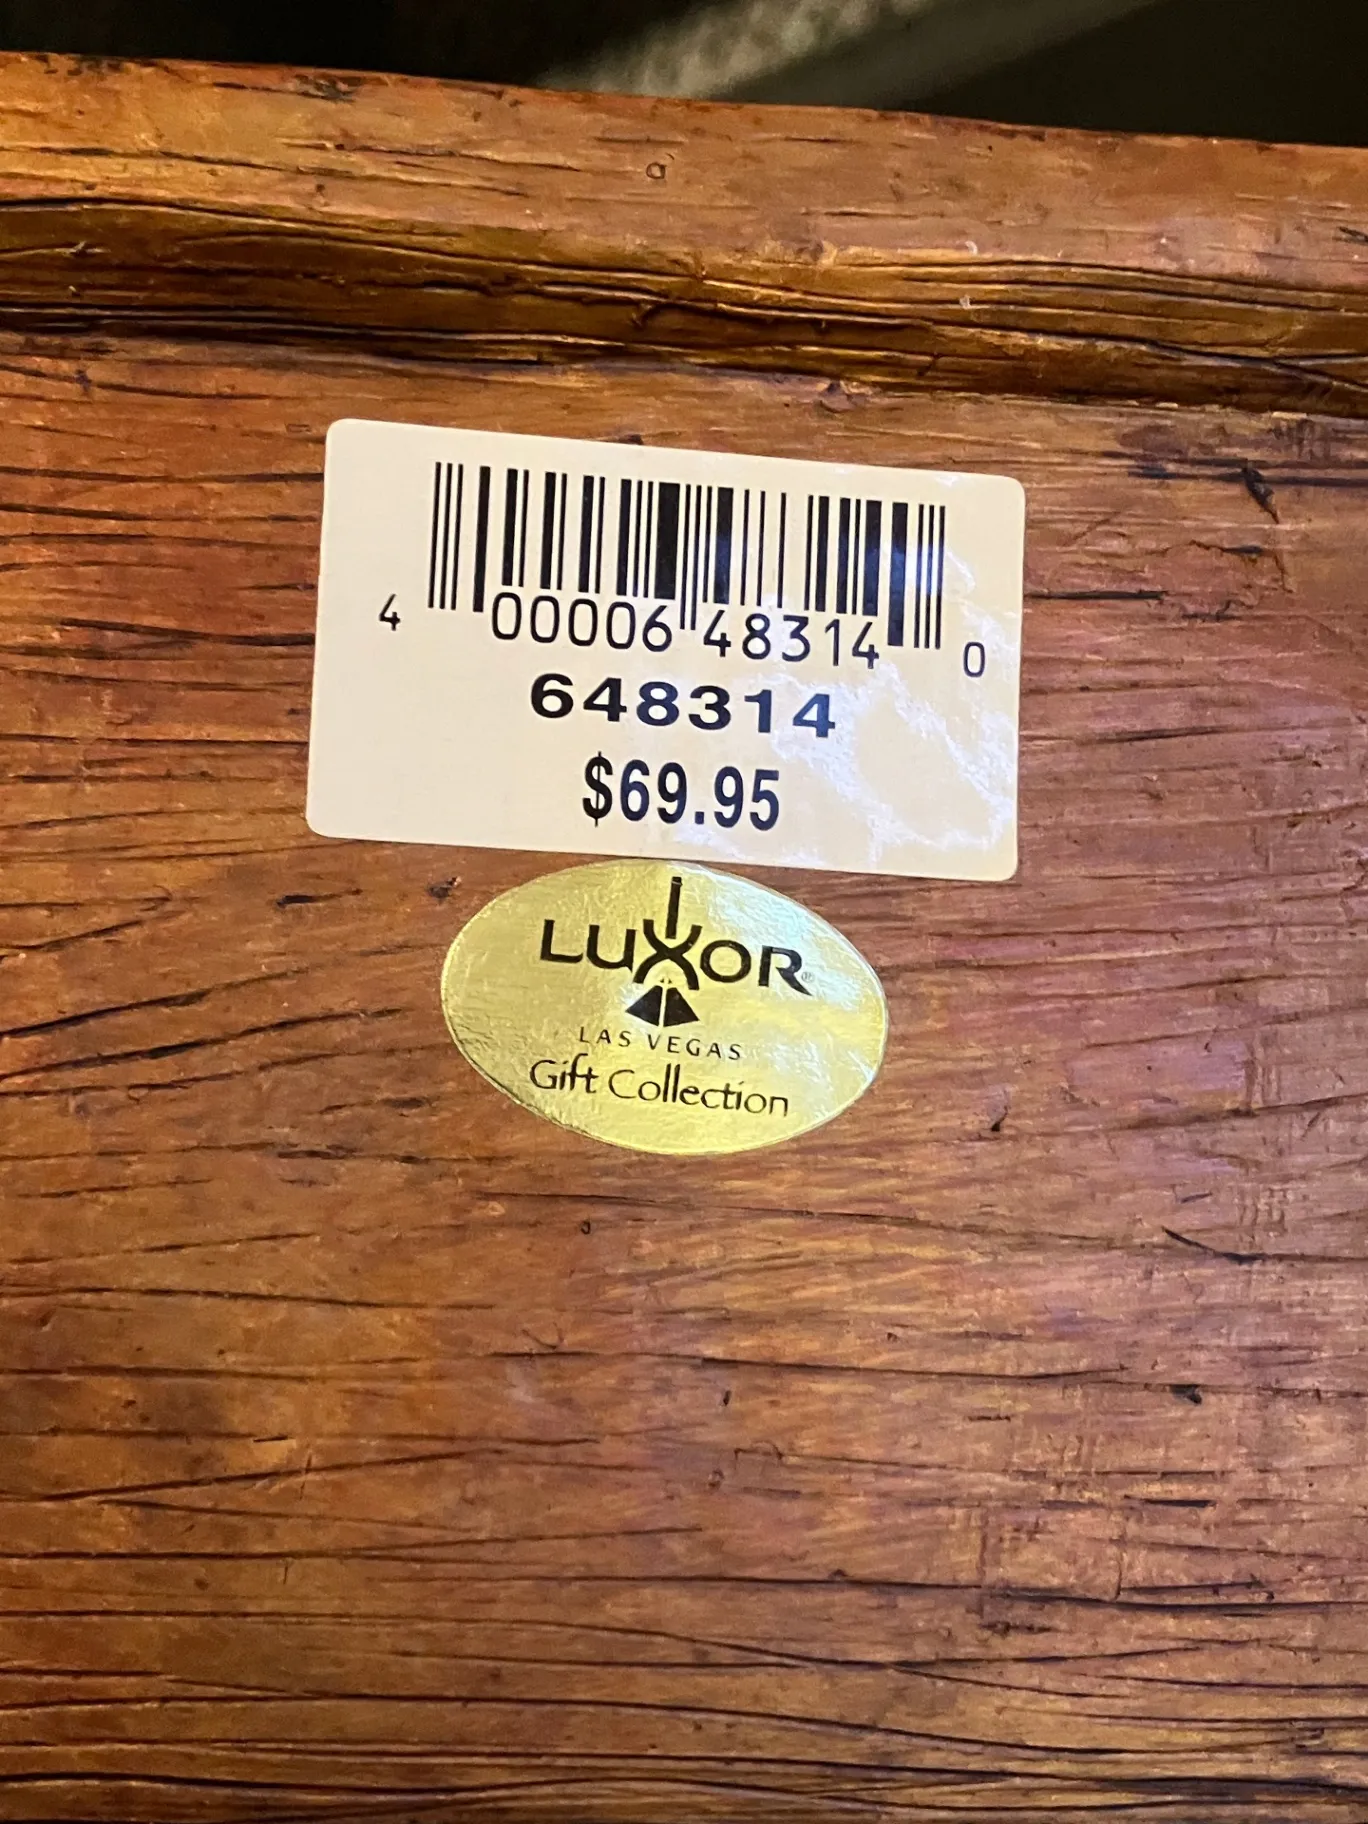 4 00006 48314 0
648314
$69.95
LUXOR®
LAS VEGAS
Gift Collection